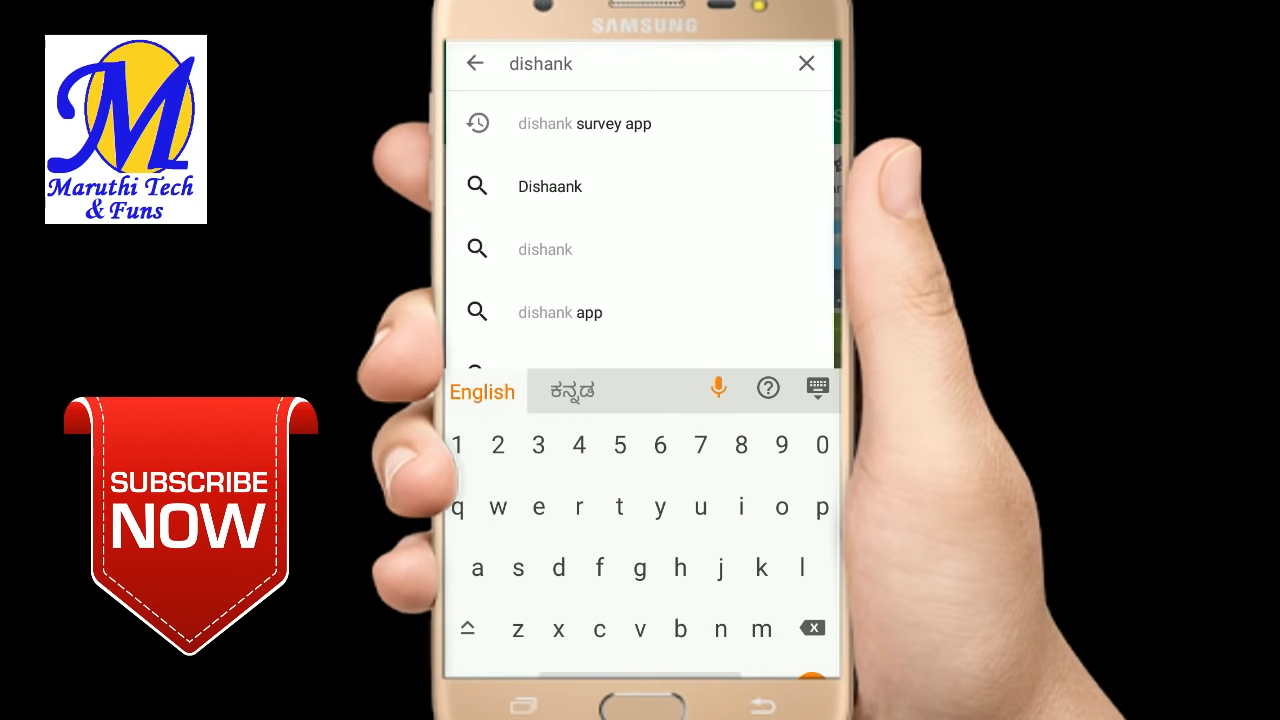 SAMSUNG
dishank
dishank survey app
Dishaank
dishank
dishank app
English ಕನ್ನಡ
1 2 3 4 5 6 7 8 9 0
q w e r t y u i o p
a s d f g h j k l
z x c v b n m
M
Maruthi Tech
& Funs
SUBSCRIBE
NOW